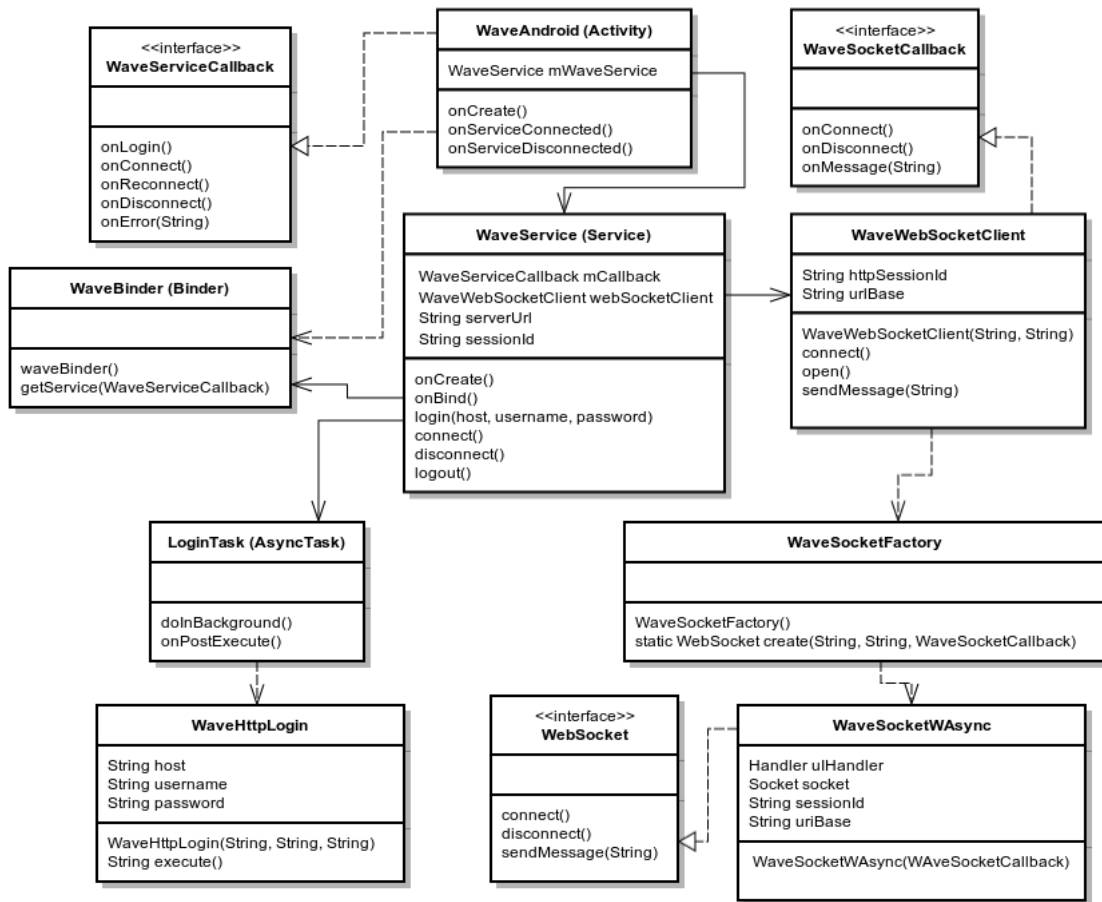 <<interface>>
WaveServiceCallback
onLogin()
onConnect()
onReconnect()
onDisconnect()
onError(String)
WaveAndroid (Activity)
WaveService mWaveService
onCreate()
onServiceConnected()
onServiceDisconnected()
<<interface>>
WaveSocketCallback
onConnect()
onDisconnect()
onMessage(String)
WaveBinder (Binder)
waveBinder()
getService(WaveServiceCallback)
WaveService (Service)
WaveServiceCallback mCallback
WaveWebSocketClient webSocketClient
String serverUrl
String sessionId
onCreate()
onBind()
login(host, username, password)
connect()
disconnect()
logout()
WaveWebSocketClient
String httpSessionId
String urlBase
WaveWebSocketClient(String, String)
connect()
open()
sendMessage(String)
LoginTask (AsyncTask)
doInBackground()
onPostExecute()
WaveSocketFactory
WaveSocketFactory()
static WebSocket create(String, String, WaveSocketCallback)
WaveHttpLogin
String host
String username
String password
WaveHttpLogin(String, String, String)
String execute()
<<interface>>
WebSocket
connect()
disconnect()
sendMessage(String)
WaveSocketWAsync
Handler uIHandler
Socket socket
String sessionId
String uriBase
WaveSocketWAsync(WAveSocketCallback)